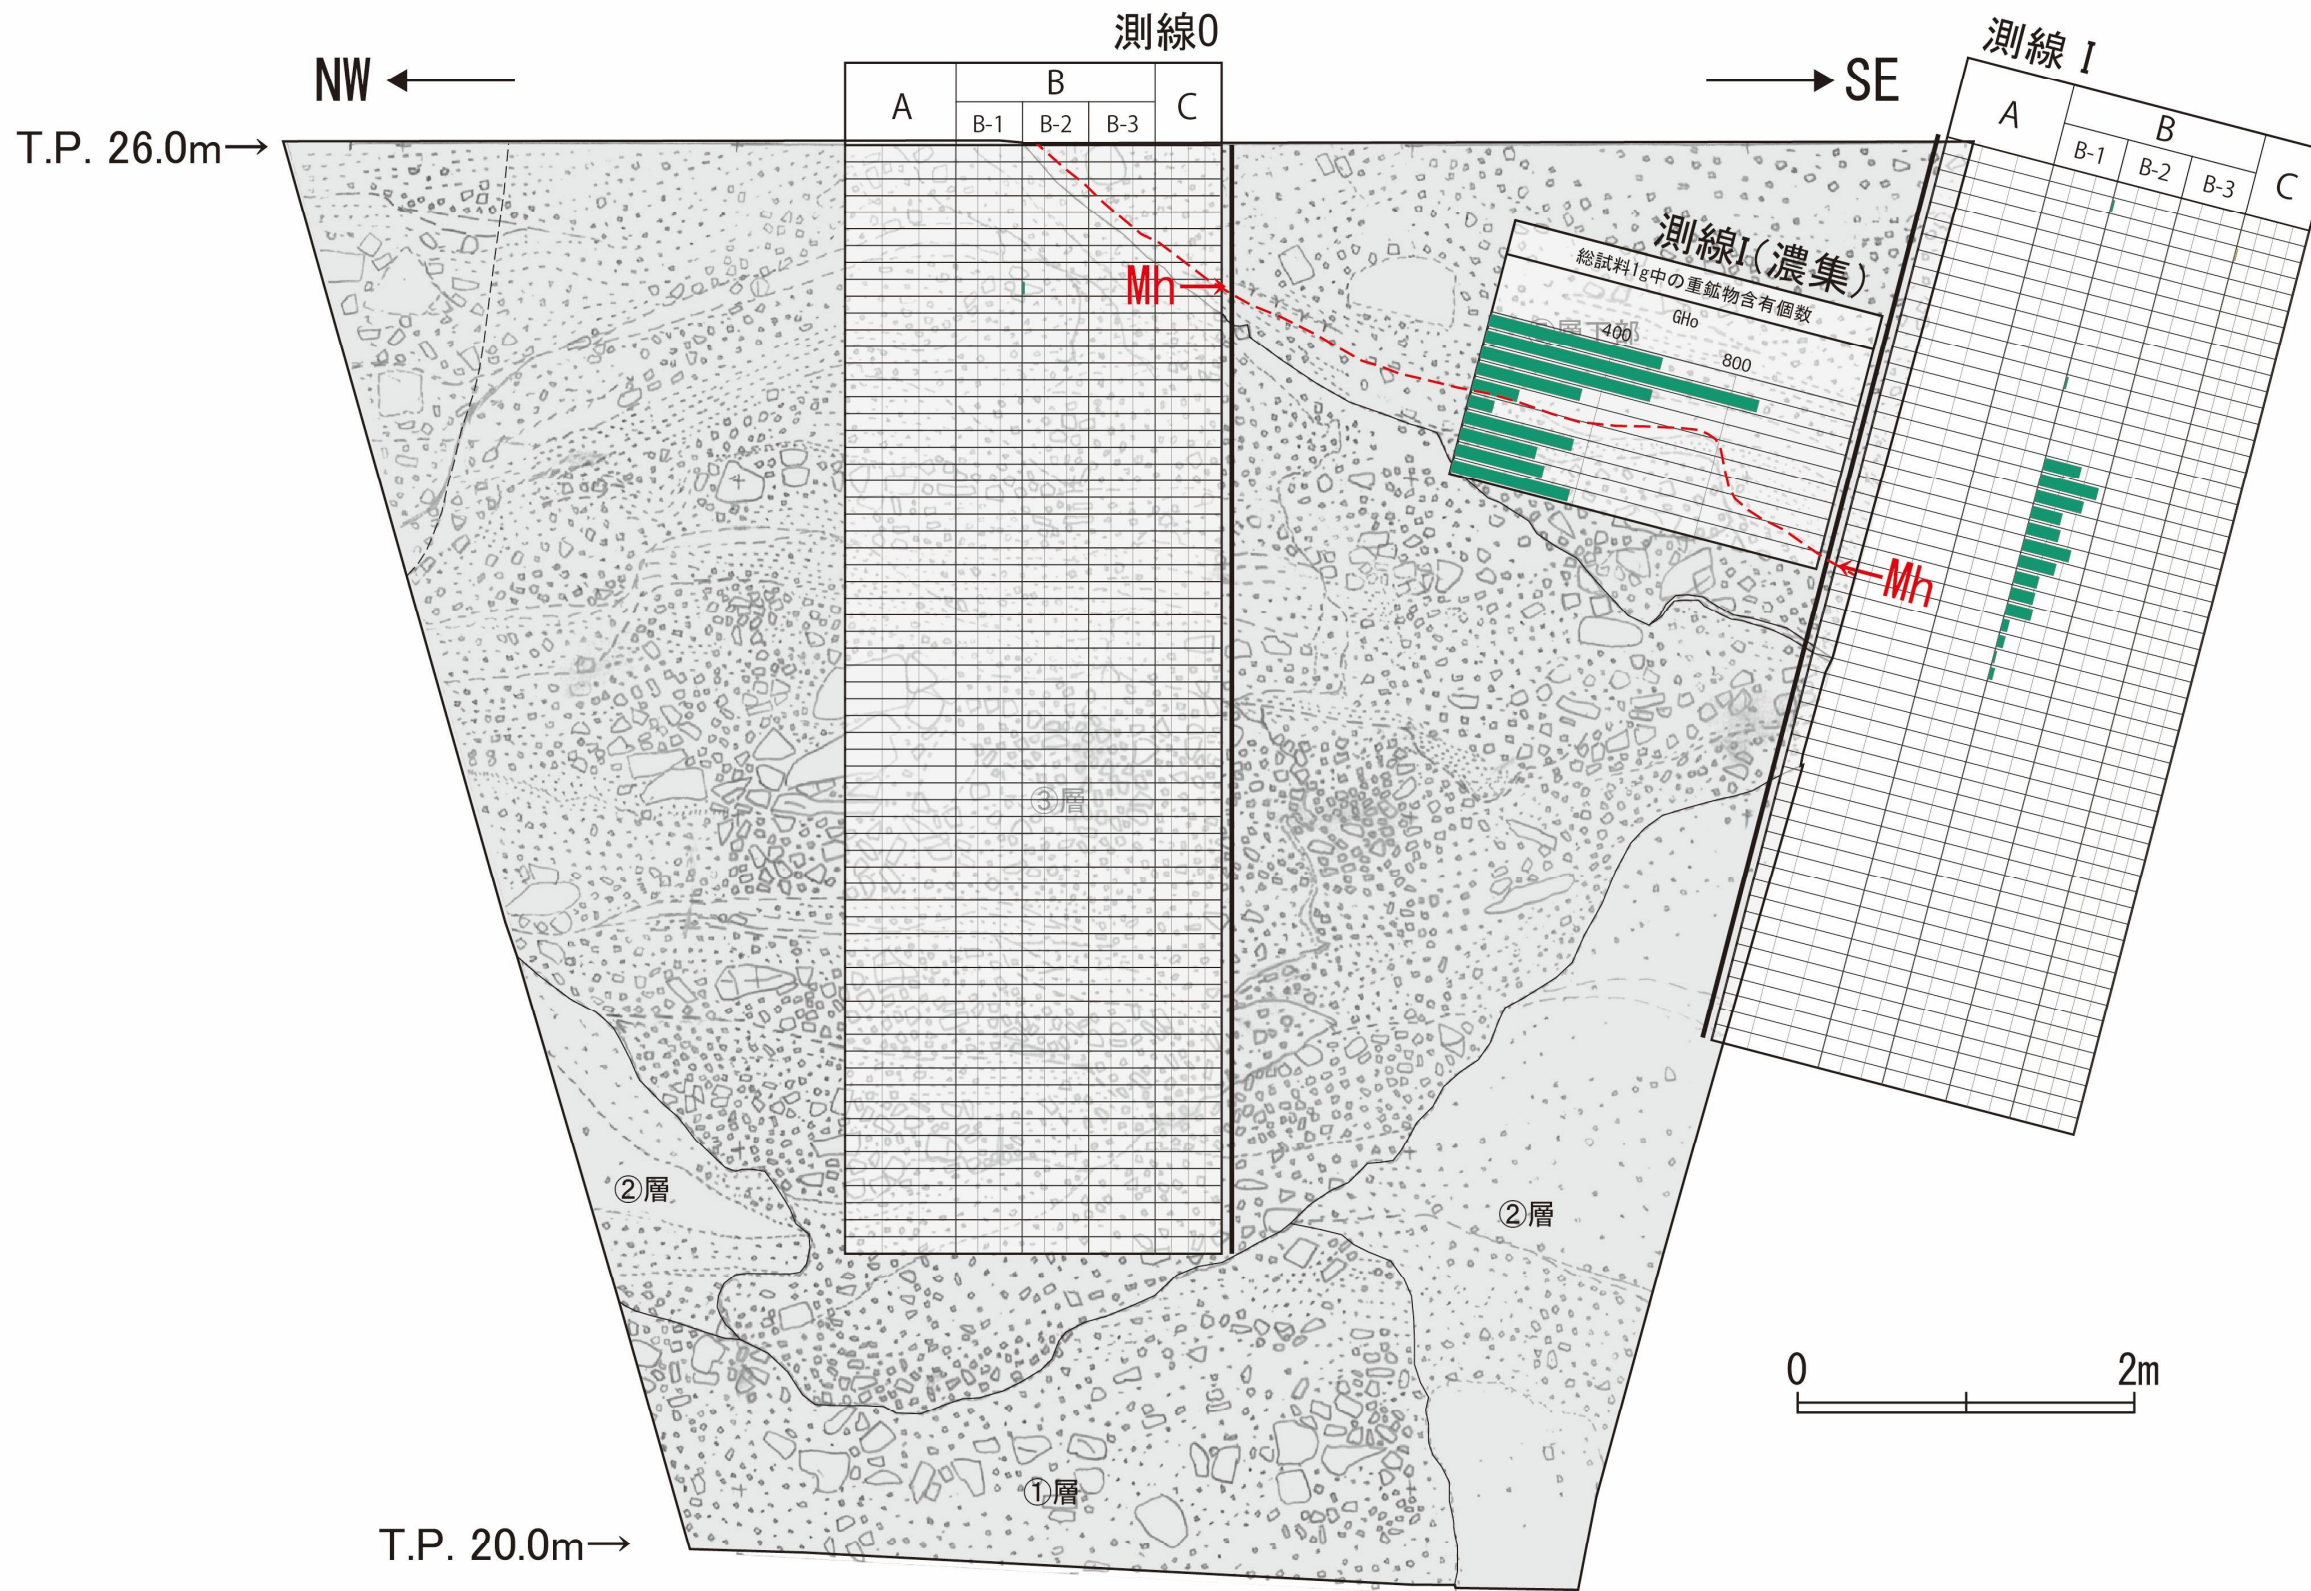 測線0
NW
SE
測線 I
T.P. 26.0m→
A
B
C
B-1
B-2
B-3
A
B
C
B-1
B-2
B-3
測線I(濃集)
総試料1g中の重鉱物含有個数
GHo
400
800
Mh
Mh
③層
②層
②層
①層
0
2m
T.P. 20.0m→